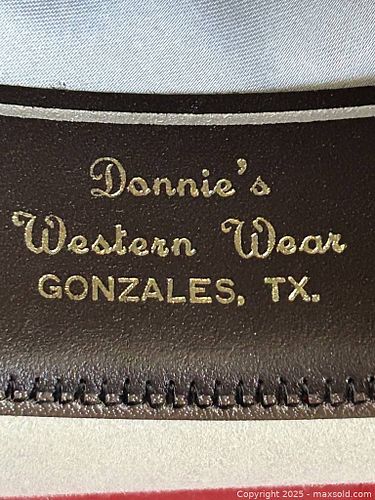 Donnie's
Western Wear
GONZALES, TX.
Copyright 2025 - maxsold.com